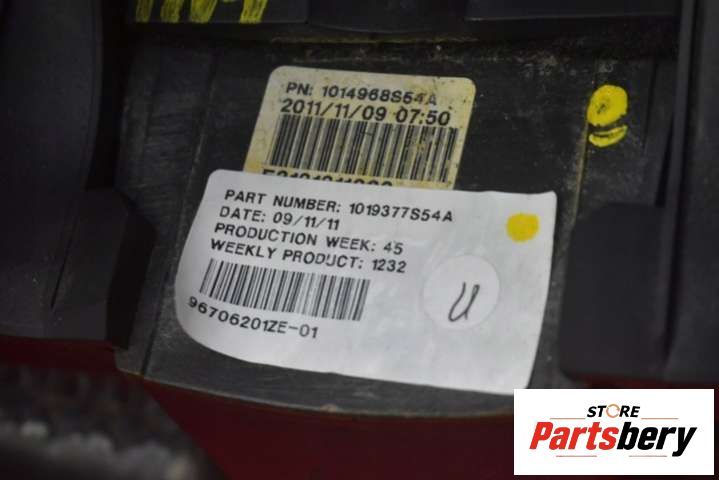 PN: 1014968S54A
2011/11/09 07:50
PART NUMBER: 1019377S54A
DATE: 09/11/11
PRODUCTION WEEK: 45
WEEKLY PRODUCT: 1232
96706201ZE-01
U
STORE
Partsbery